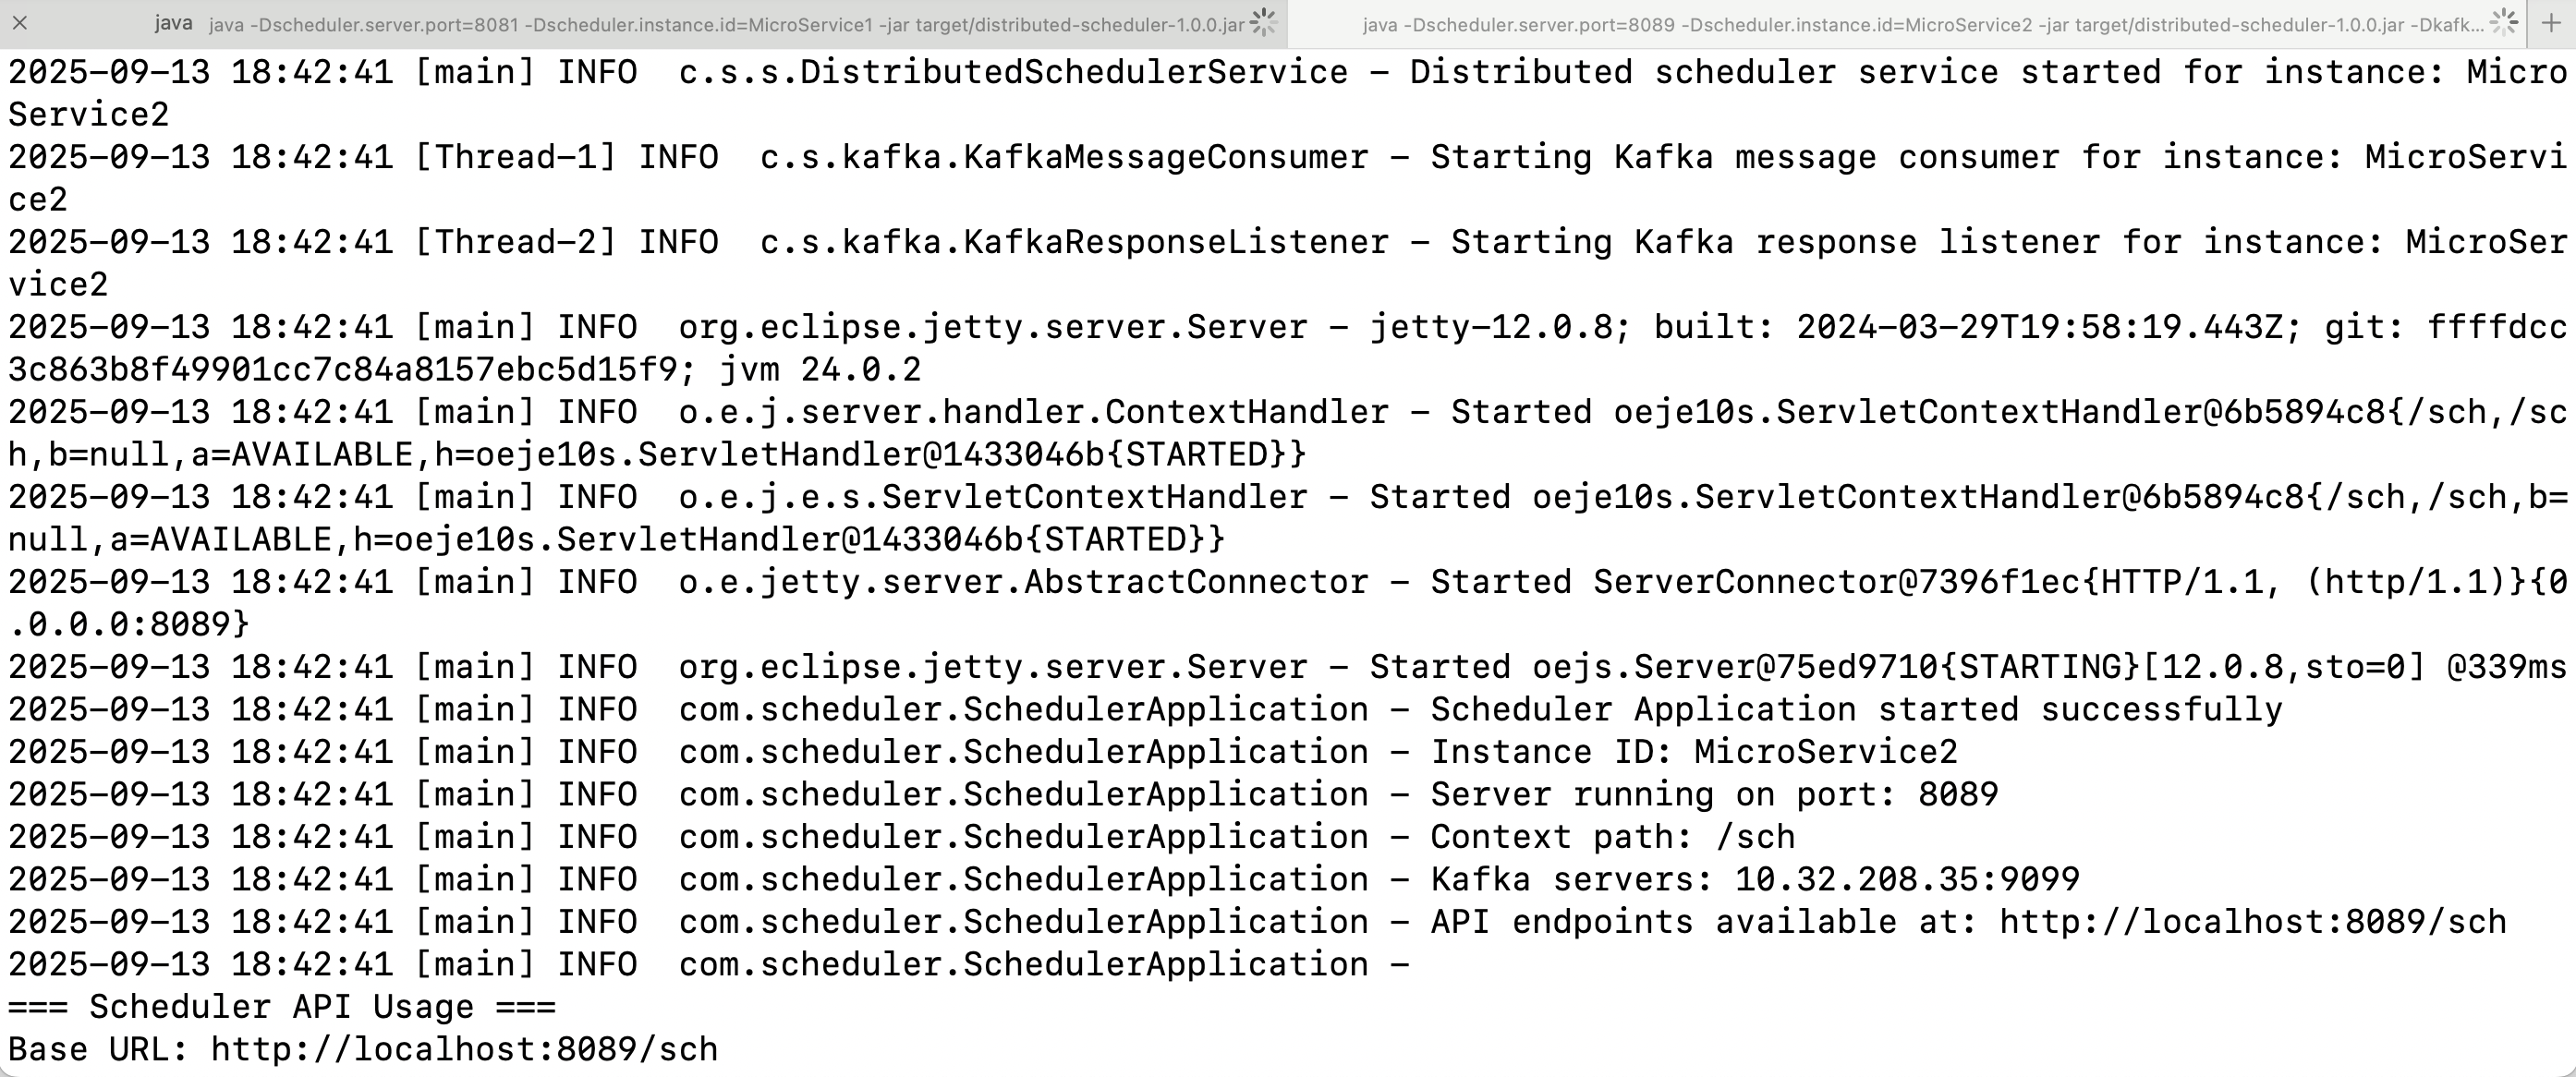 java java -Dscheduler.server.port=8081 -Dscheduler.instance.id=MicroService1 -jar target/distributed-scheduler-1.0.0.jar
java -Dscheduler.server.port=8089 -Dscheduler.instance.id=MicroService2 -jar target/distributed-scheduler-1.0.0.jar -Dkafk...
2025-09-13 18:42:41 [main] INFO  c.s.s.DistributedSchedulerService - Distributed scheduler service started for instance: Micro
Service2
2025-09-13 18:42:41 [Thread-1] INFO  c.s.kafka.KafkaMessageConsumer - Starting Kafka message consumer for instance: MicroServi
ce2
2025-09-13 18:42:41 [Thread-2] INFO  c.s.kafka.KafkaResponseListener - Starting Kafka response listener for instance: MicroSer
vice2
2025-09-13 18:42:41 [main] INFO  org.eclipse.jetty.server.Server - jetty-12.0.8; built: 2024-03-29T19:58:19.443Z; git: ffffdcc
3c863b8f49901cc7c84a8157ebc5d15f9; jvm 24.0.2
2025-09-13 18:42:41 [main] INFO  o.e.j.server.handler.ContextHandler - Started oeje10s.ServletContextHandler@6b5894c8{/sch,/sc
h,b=null,a=AVAILABLE,h=oeje10s.ServletHandler@1433046b{STARTED}}
2025-09-13 18:42:41 [main] INFO  o.e.j.e.s.ServletContextHandler - Started oeje10s.ServletContextHandler@6b5894c8{/sch,/sch,b=
null,a=AVAILABLE,h=oeje10s.ServletHandler@1433046b{STARTED}}
2025-09-13 18:42:41 [main] INFO  o.e.jetty.server.AbstractConnector - Started ServerConnector@7396f1ec{HTTP/1.1, (http/1.1)}{0
.0.0.0:8089}
2025-09-13 18:42:41 [main] INFO  org.eclipse.jetty.server.Server - Started oejs.Server@75ed9710{STARTING}[12.0.8,sto=0] @339ms
2025-09-13 18:42:41 [main] INFO  com.scheduler.SchedulerApplication - Scheduler Application started successfully
2025-09-13 18:42:41 [main] INFO  com.scheduler.SchedulerApplication - Instance ID: MicroService2
2025-09-13 18:42:41 [main] INFO  com.scheduler.SchedulerApplication - Server running on port: 8089
2025-09-13 18:42:41 [main] INFO  com.scheduler.SchedulerApplication - Context path: /sch
2025-09-13 18:42:41 [main] INFO  com.scheduler.SchedulerApplication - Kafka servers: 10.32.208.35:9099
2025-09-13 18:42:41 [main] INFO  com.scheduler.SchedulerApplication - API endpoints available at: http://localhost:8089/sch
2025-09-13 18:42:41 [main] INFO  com.scheduler.SchedulerApplication -
=== Scheduler API Usage ===
Base URL: http://localhost:8089/sch